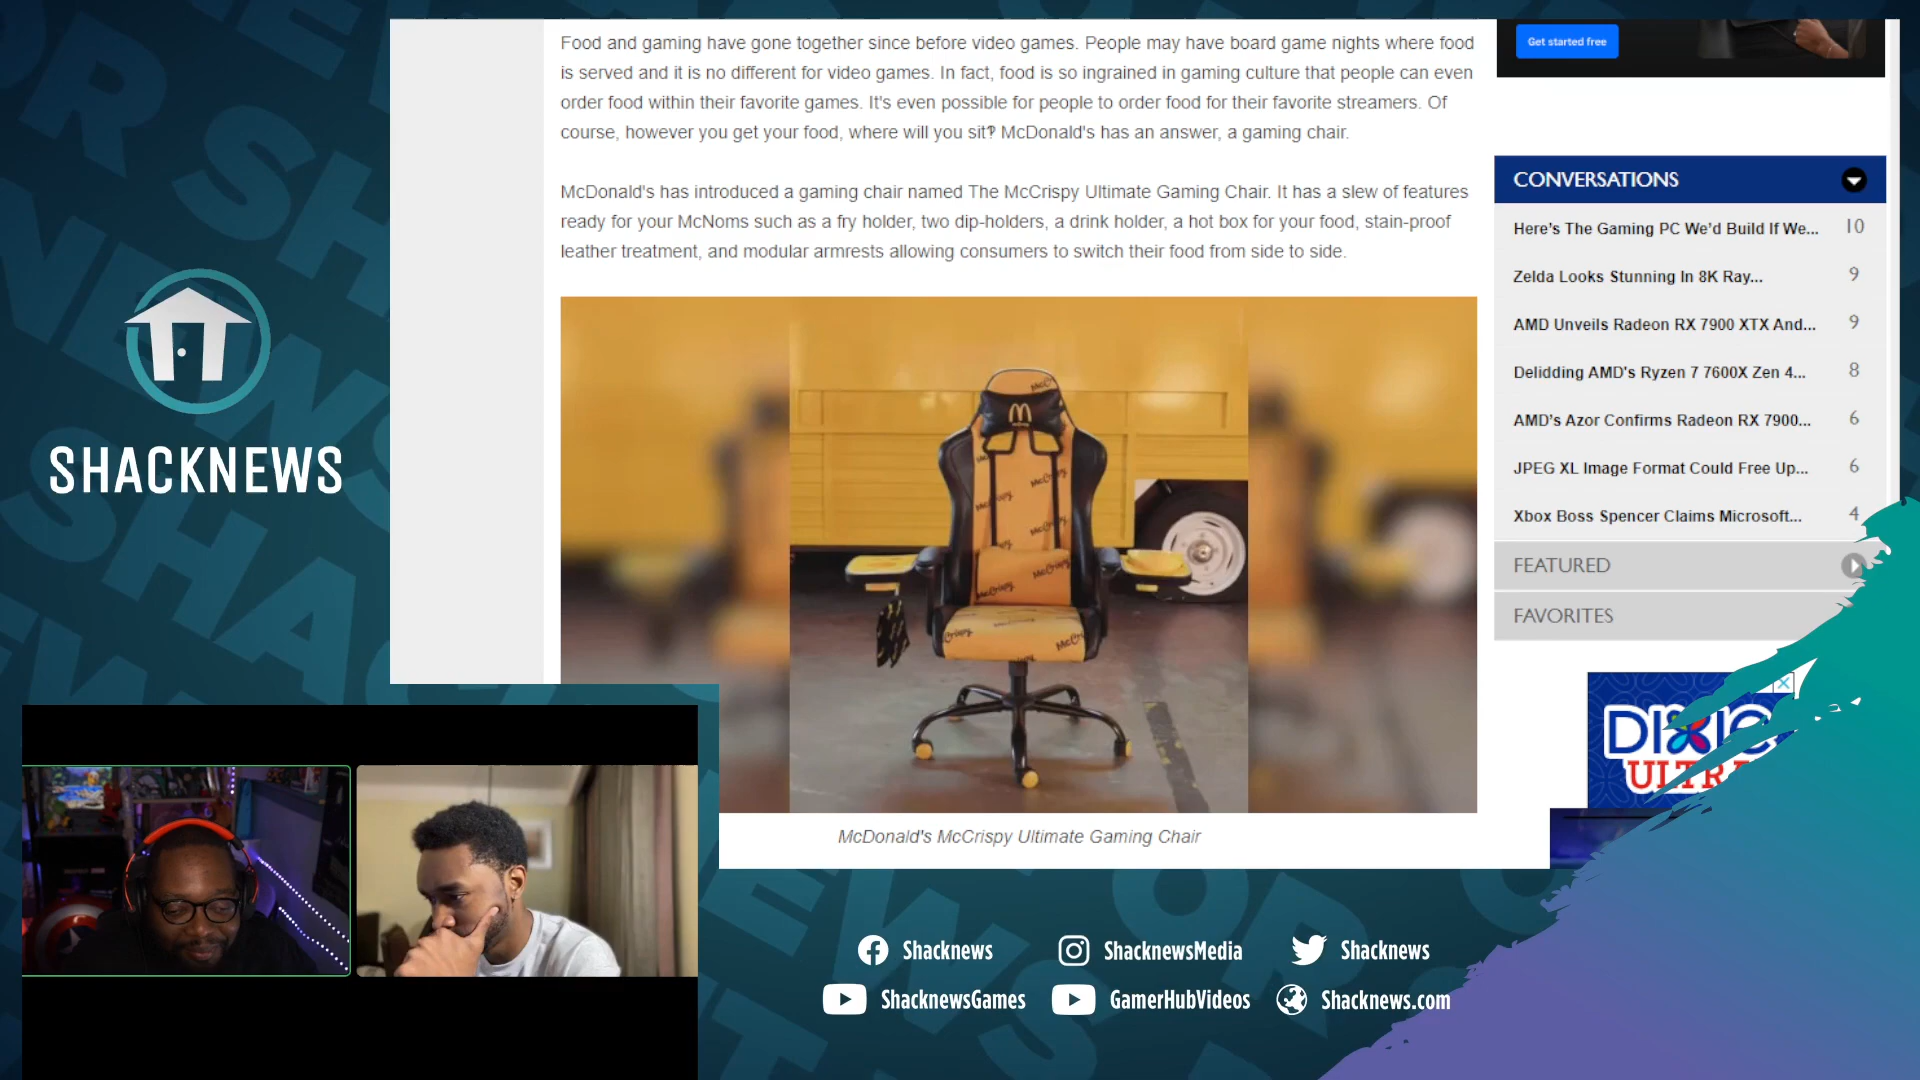 Food and gaming have gone together since before video games. People may have board game nights where food
is served and it is no different for video games. In fact, food is so ingrained in gaming culture that people can even
order food within their favorite games. It's even possible for people to order food for their favorite streamers. Of
course, however you get your food, where will you sit? McDonald's has an answer, a gaming chair.
McDonald's has introduced a gaming chair named The McCrispy Ultimate Gaming Chair. It has a slew of features
ready for your McNoms such as a fry holder, two dip-holders, a drink holder, a hot box for your food, stain-proof
leather treatment, and modular armrests allowing consumers to switch their food from side to side.
McCrispy
McCrispy
McCrispy
McDonald's McCrispy Ultimate Gaming Chair
Get started free
CONVERSATIONS
Here's The Gaming PC We'd Build If We... 10
Zelda Looks Stunning In 8K Ray... 9
AMD Unveils Radeon RX 7900 XTX And... 9
Delidding AMD's Ryzen 7 7600X Zen 4... 8
AMD's Azor Confirms Radeon RX 7900... 6
JPEG XL Image Format Could Free Up... 6
Xbox Boss Spencer Claims Microsoft... 4
FEATURED
FAVORITES
DIXIE
ULTRA
SHACKNEWS
Shacknews
ShacknewsMedia
Shacknews
ShacknewsGames
GamerHubVideos
Shacknews.com